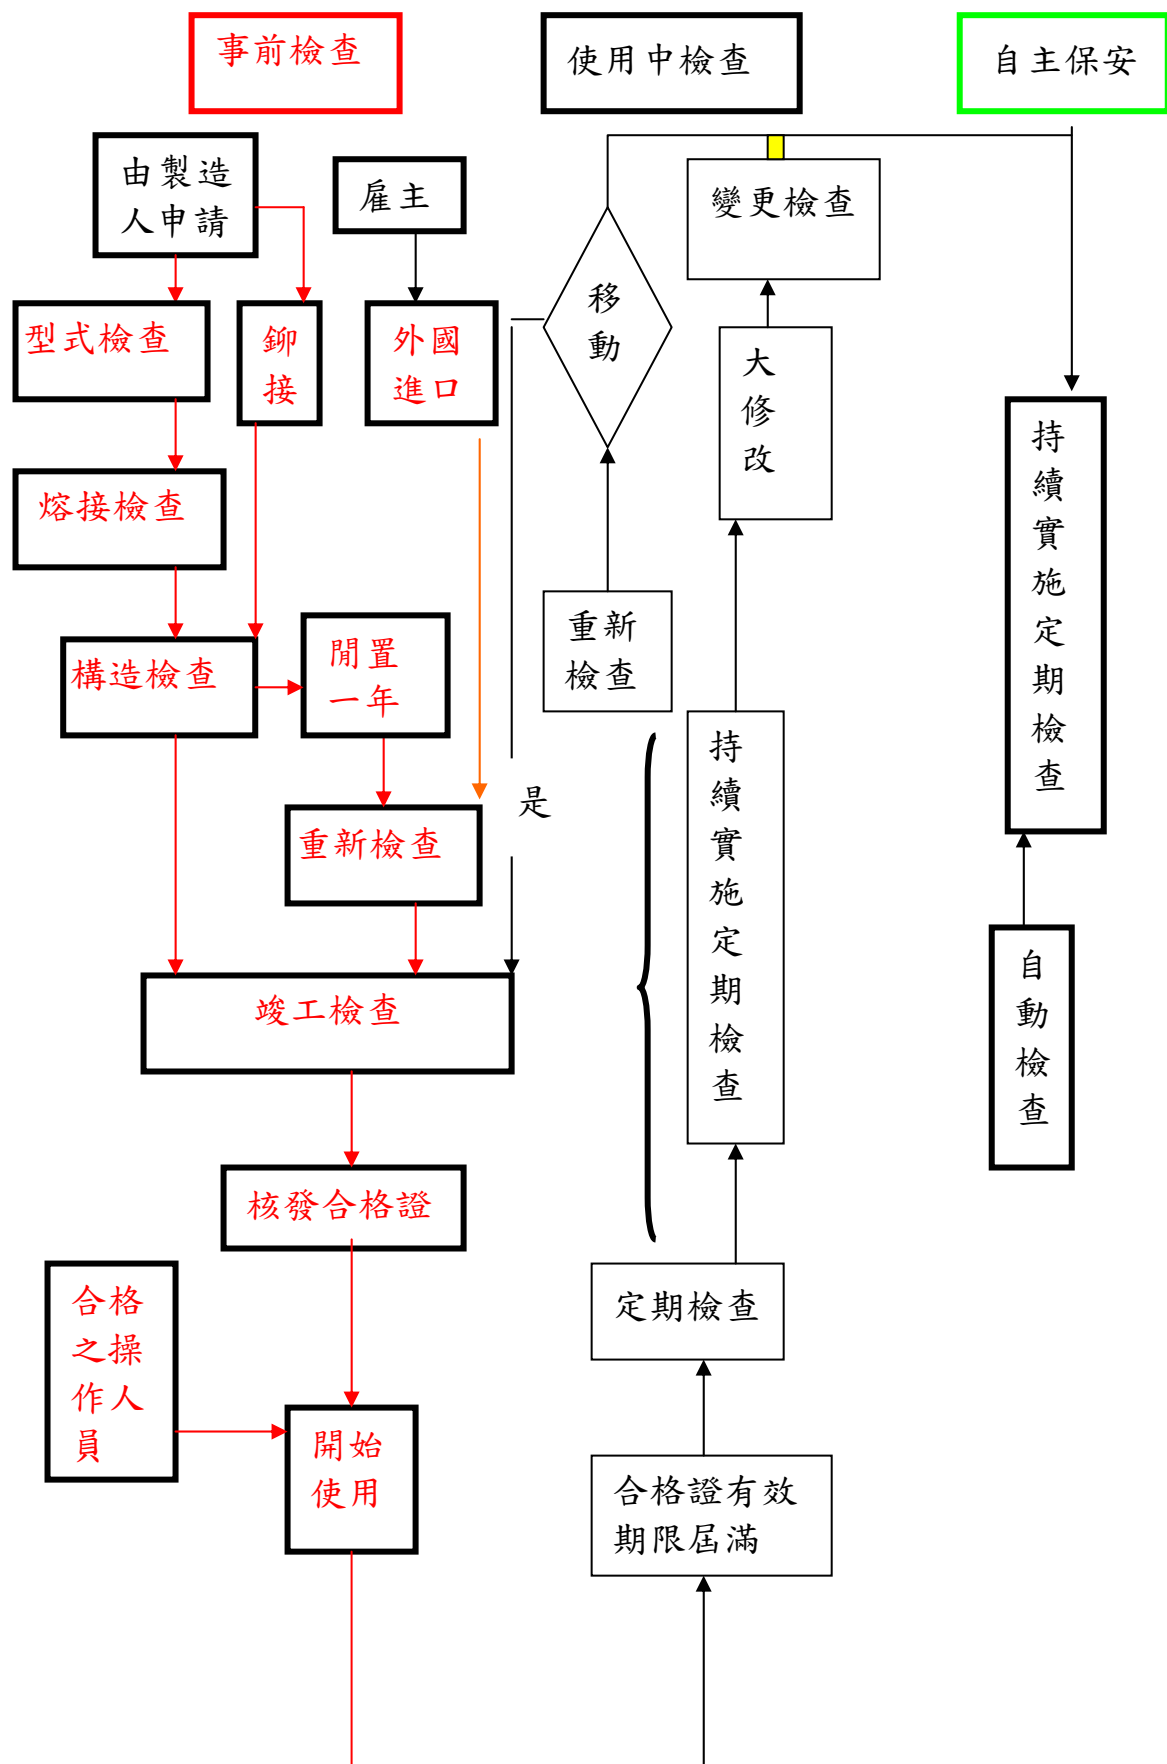 事前檢查
使用中檢查
自主保安
由製造
人申請
雇主
變更檢查
型式檢查
鉚
接
外國
進口
移
動
大
修
改
持
續
實
施
定
期
檢
查
熔接檢查
重新
檢查
構造檢查
閒置
一年
持
續
實
施
定
期
檢
查
是
重新檢查
自
動
檢
查
竣工檢查
核發合格證
合格
之操
作人
員
定期檢查
開始
使用
合格證有效
期限屆滿